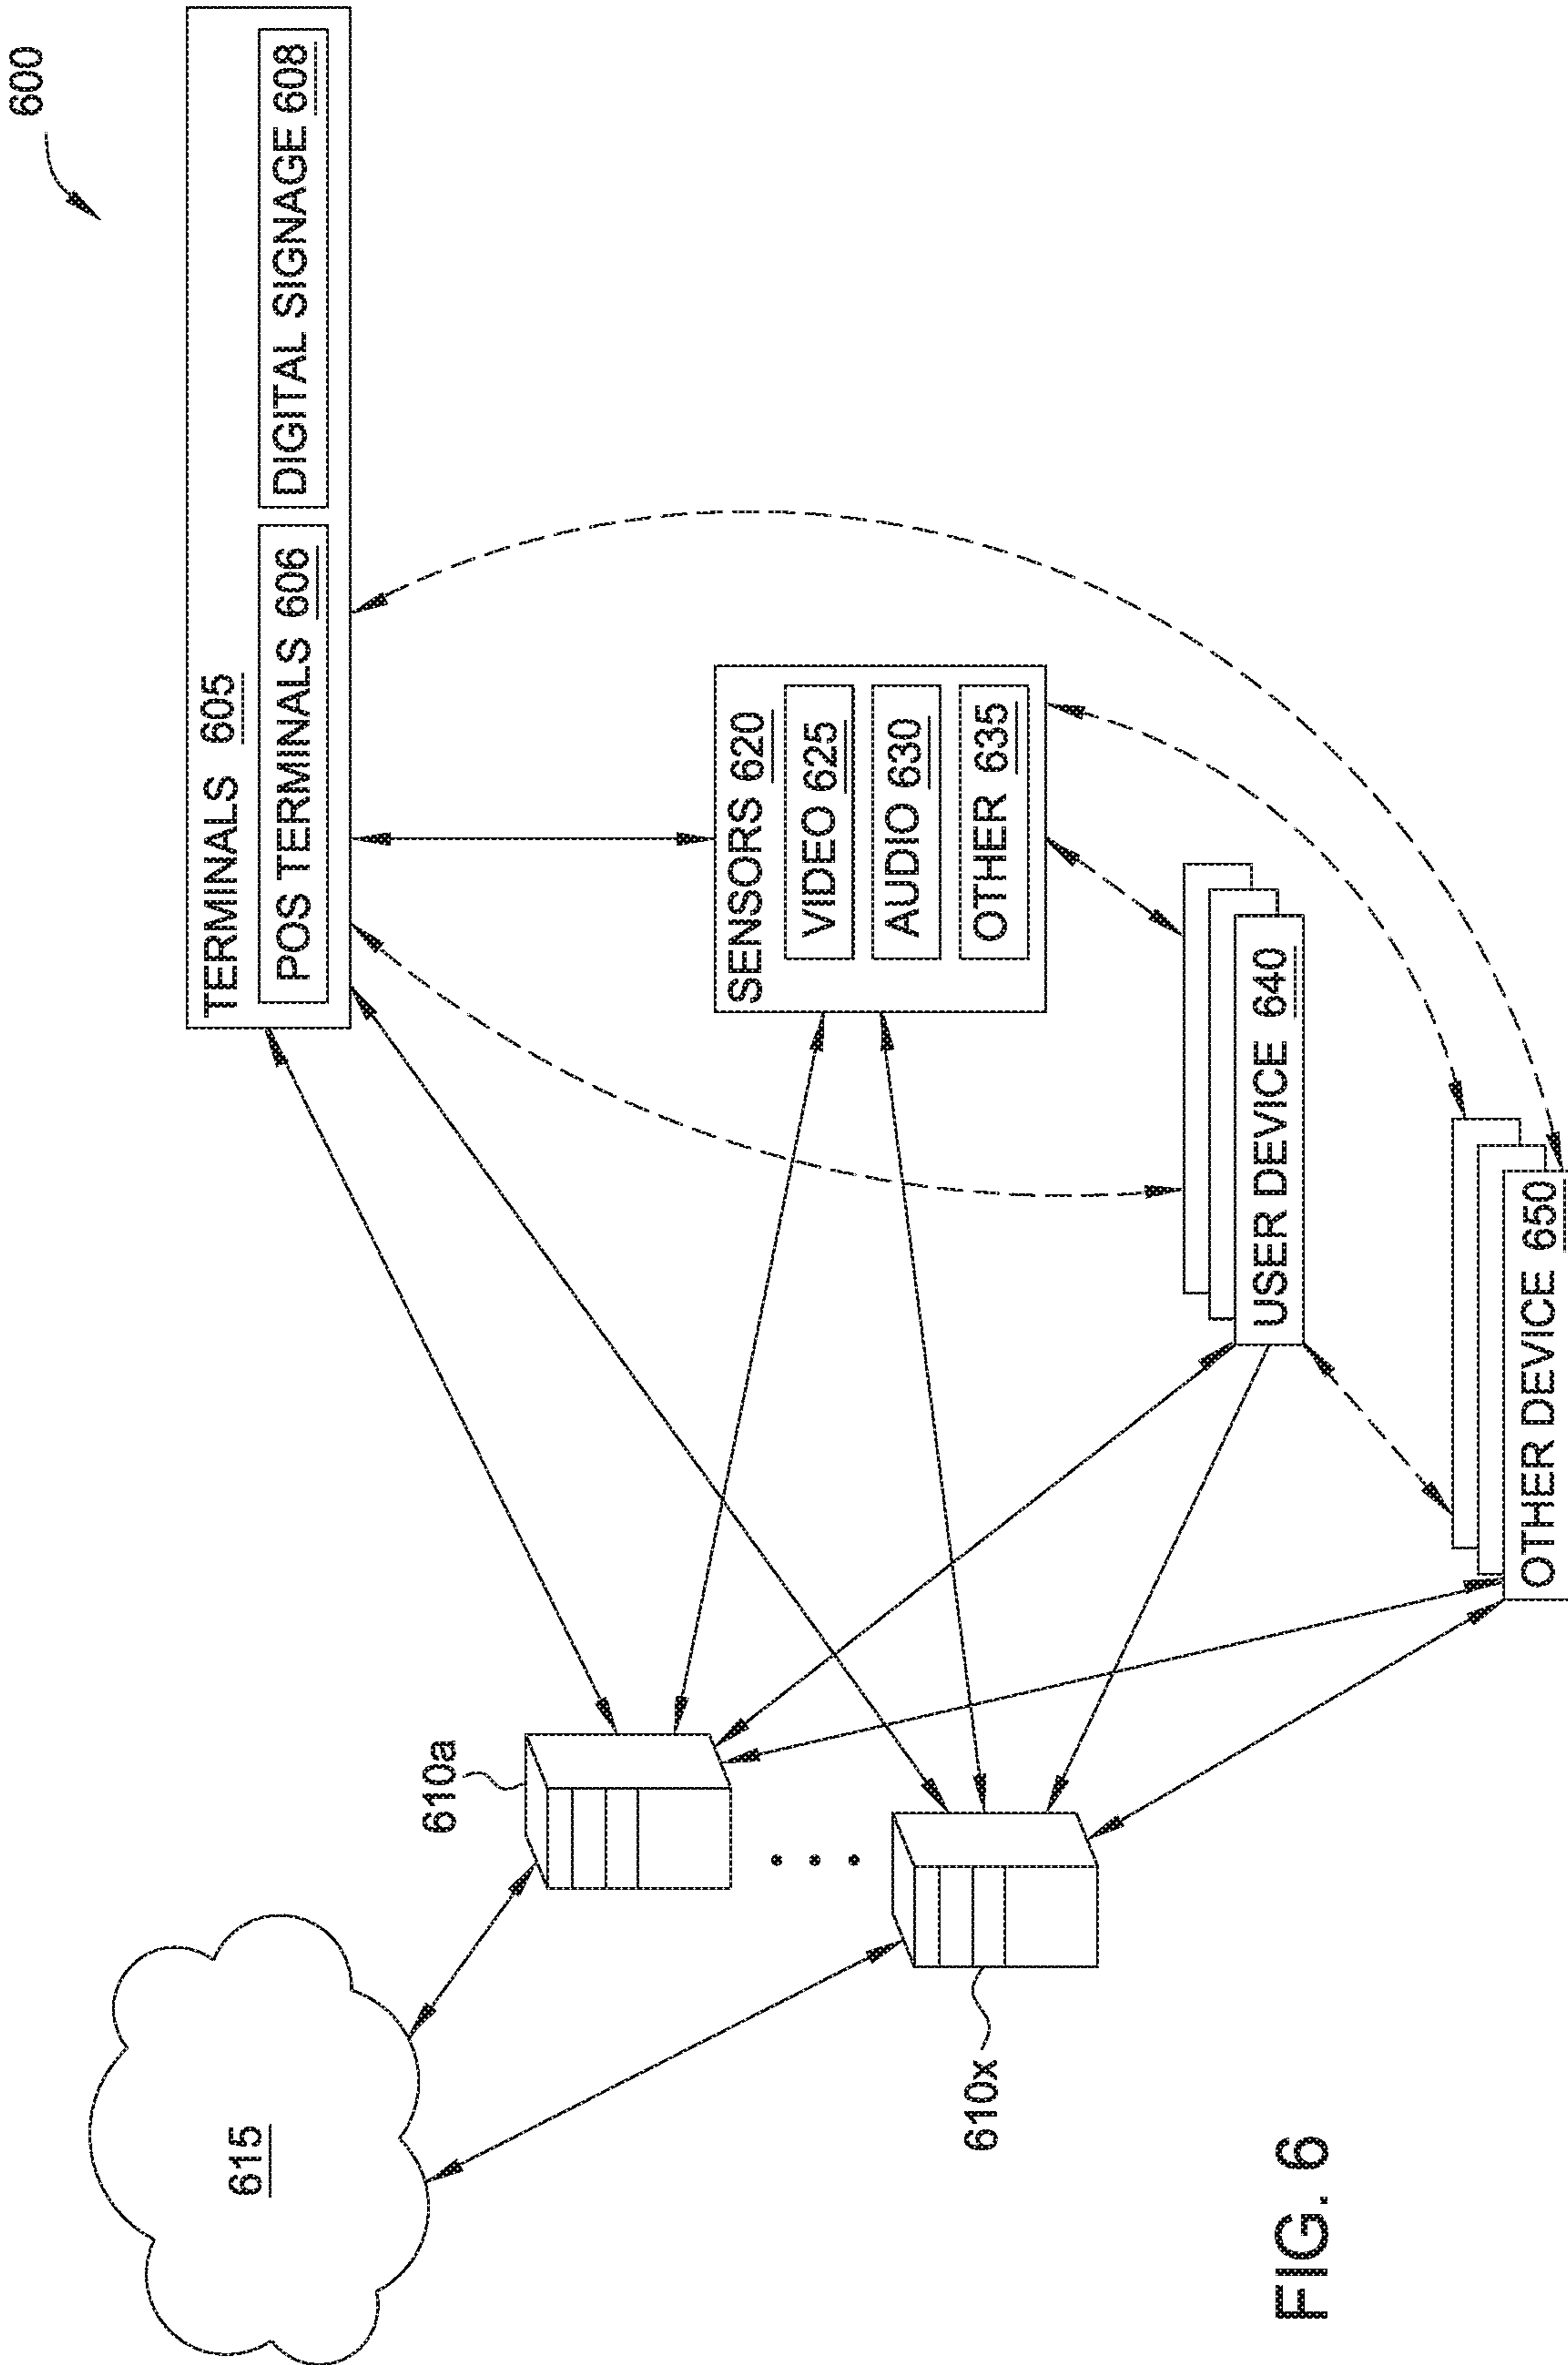 600
TERMINALS 605
POS TERMINALS 606
DIGITAL SIGNAGE 608
610a
615
SENSORS 620
VIDEO 625
AUDIO 630
OTHER 635
610x
USER DEVICE 640
OTHER DEVICE 650
FIG. 6